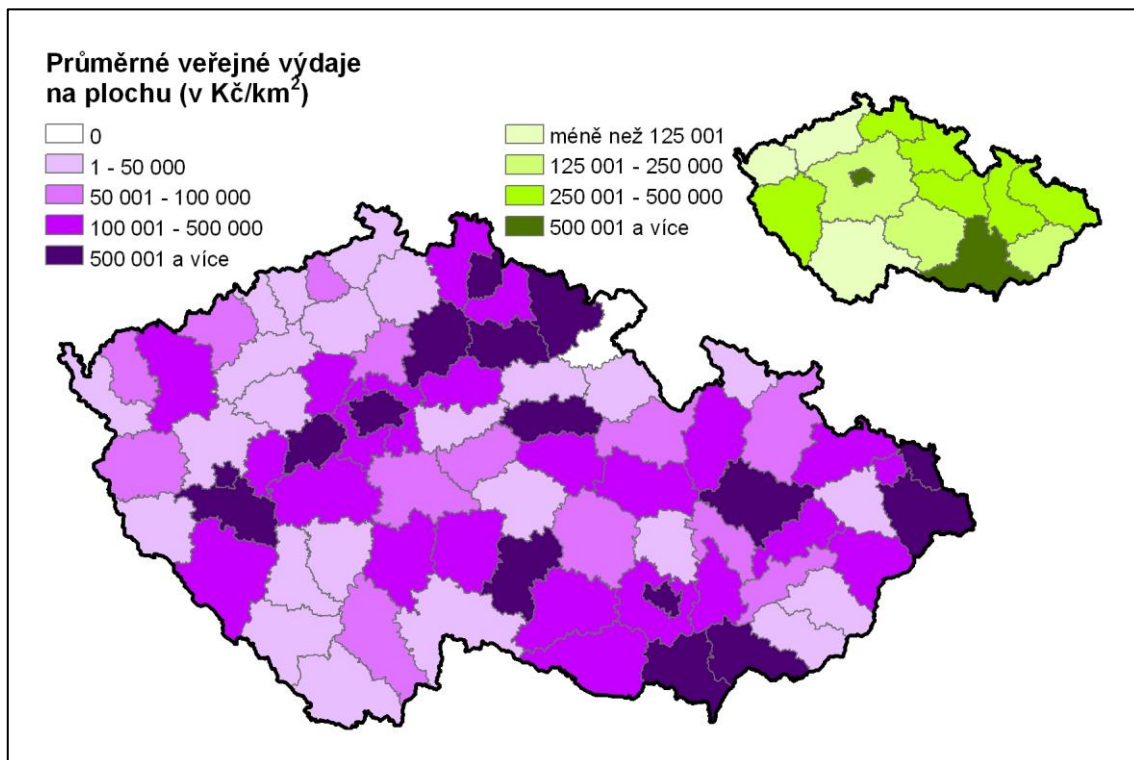 Průměrné veřejné výdaje
na plochu (v Kč/km²)
0
1 - 50 000
50 001 - 100 000
100 001 - 500 000
500 001 a více
méně než 125 001
125 001 - 250 000
250 001 - 500 000
500 001 a více